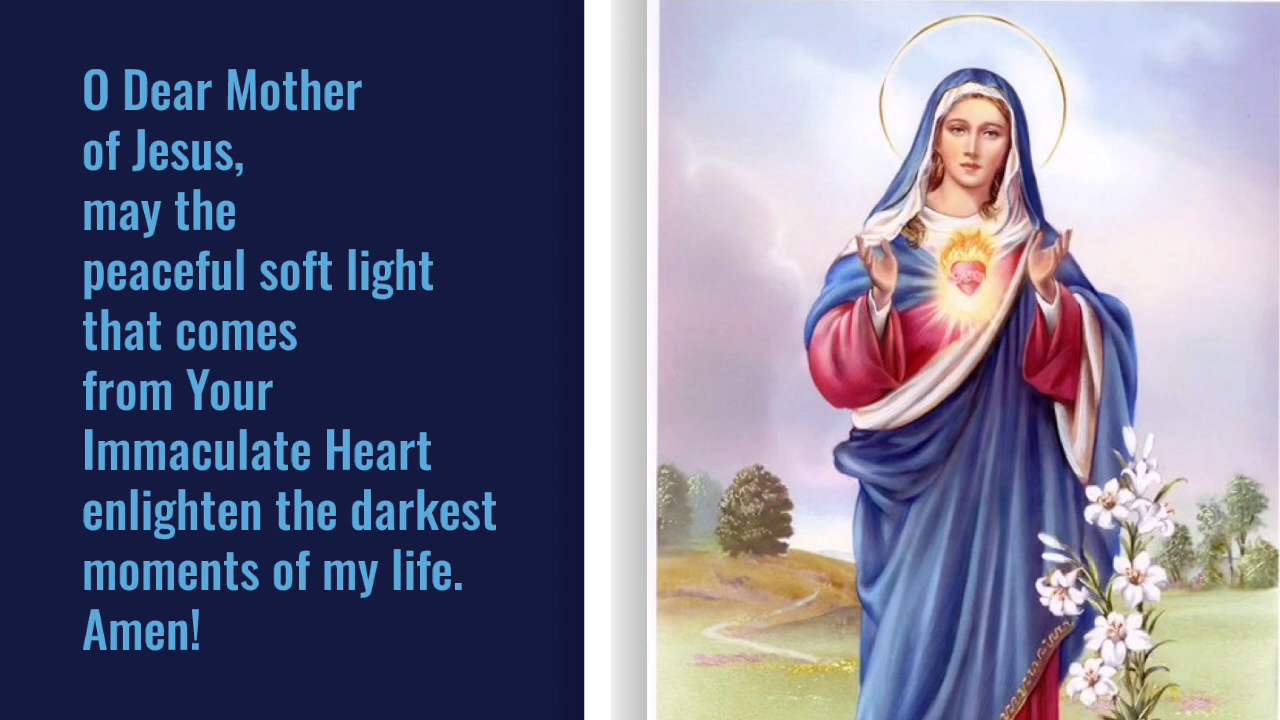 O Dear Mother
of Jesus,
may the
peaceful soft light
that comes
from Your
Immaculate Heart
enlighten the darkest
moments of my life.
Amen!